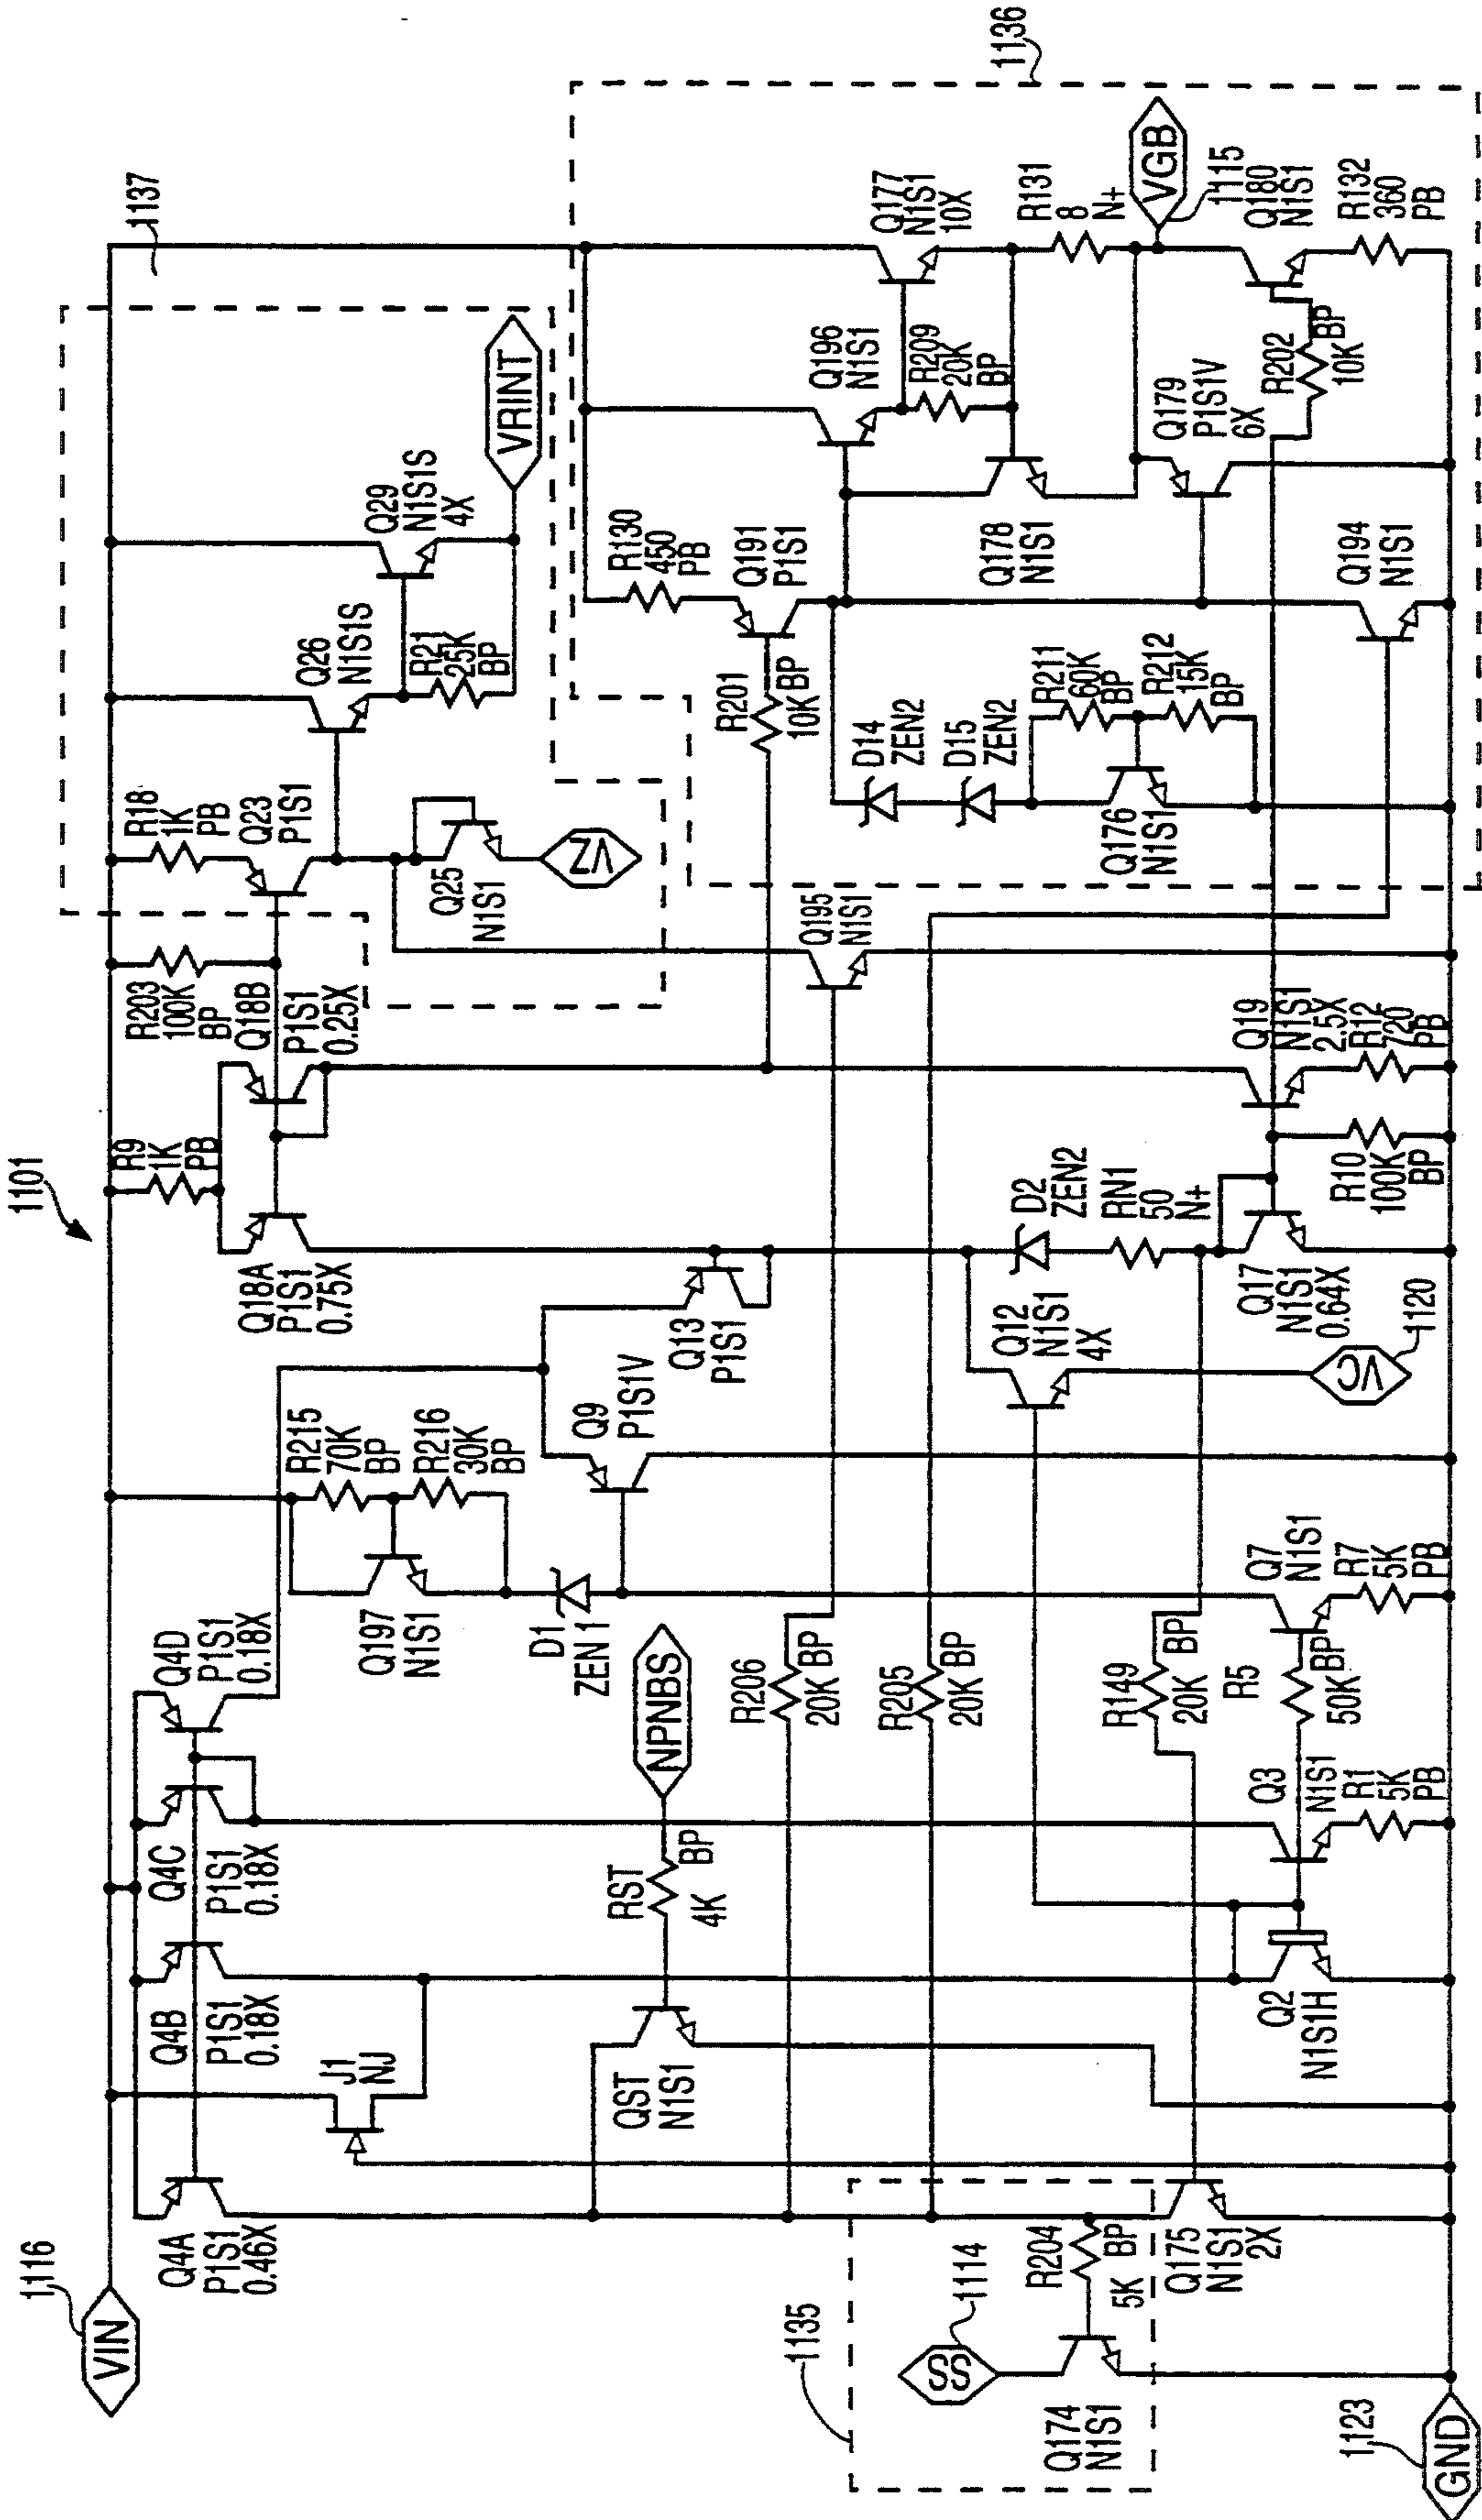 1101
1137
1136
1116
VIN
Q4A
P1S1
0.46X
Q4B
P1S1
0.18X
Q4C
P1S1
0.18X
Q4D
P1S1
0.18X
J1
NJ
QST
N1S1
RST
4K
BP
NPNBS
Q197
N1S1
R215
70K
BP
R216
30K
BP
D1
ZEN 1
Q9
P1S1V
Q13
P1S1
Q18A
P1S1
0.75X
R9
1K
PB
Q18B
P1S1
0.25X
R203
100K
BP
R18
1K
PB
Q23
P1S1
Q25
N1S1
VZ
Q26
N1S1S
R21
25K
BP
Q29
N1S1S
4X
VRINT
R206
20K
BP
R205
20K
BP
R149
20K
BP
Q195
N1S1
R201
10K
BP
R130
450
PB
Q191
P1S1
Q196
N1S1
R209
20K
BP
Q177
N1S1
10X
R131
8
N+
VGB
1115
Q178
N1S1
Q179
P1S1V
6X
Q180
N1S1
R202
10K
BP
R132
360
PB
D14
ZEN2
D15
ZEN2
Q176
N1S1
R211
60K
BP
R212
15K
BP
Q194
N1S1
Q12
N1S1
4X
VC
1120
D2
ZEN2
RN1
50
N+
Q17
N1S1
0.64X
R10
100K
BP
Q19
N1S1
2.5X
R12
720
PB
1135
SS
1114
Q174
N1S1
R204
5K
BP
Q175
N1S1
2X
Q2
N1S1H
Q3
N1S1
R1
5K
PB
R5
50K
BP
Q7
N1S1
R7
5K
PB
GND
1123